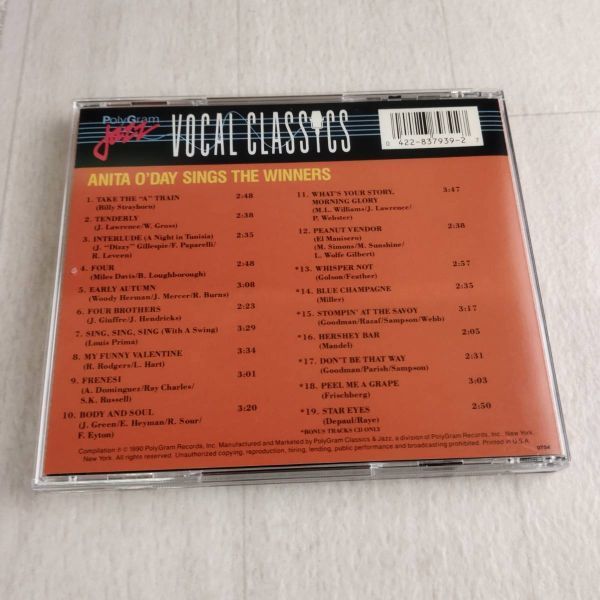 PolyGram
Jazz
VOCAL CLASSICS
0 422-837939-2 7
ANITA O'DAY SINGS THE WINNERS
1. TAKE THE "A" TRAIN 2:48
(Billy Strayhorn)
2. TENDERLY 2:38
(J. Lawrence/W. Gross)
3. INTERLUDE (A Night in Tunisia) 2:35
(J. "Dizzy" Gillespie/F. Paparelli/
R. Leveen)
4. FOUR 2:48
(Miles Davis/B. Loughborough)
5. EARLY AUTUMN 3:08
(Woody Herman/J. Mercer/R. Burns)
6. FOUR BROTHERS 2:23
(J. Giuffre/J. Hendricks)
7. SING, SING, SING (With A Swing) 3:29
(Louis Prima)
8. MY FUNNY VALENTINE 3:34
(R. Rodgers/L. Hart)
9. FRENESI 3:01
(A. Dominguez/Ray Charles/
S.K. Russell)
10. BODY AND SOUL 3:20
(J. Green/E. Heyman/R. Sour/
F. Eyton)
11. WHAT'S YOUR STORY, 3:47
MORNING GLORY
(M.L. Williams/J. Lawrence/
P. Webster)
12. PEANUT VENDOR 2:38
(El Manisero)
(M. Simons/M. Sunshine/
L. Wolfe Gilbert)
*13. WHISPER NOT 2:57
(Golson/Feather)
*14. BLUE CHAMPAGNE 2:35
(Miller)
*15. STOMPIN' AT THE SAVOY 3:17
(Goodman/Razaf/Sampson/Webb)
*16. HERSHEY BAR 2:05
(Mandel)
*17. DON'T BE THAT WAY 2:31
(Goodman/Parish/Sampson)
*18. PEEL ME A GRAPE 3:03
(Frischberg)
*19. STAR EYES 2:50
(Depaul/Raye)
*BONUS TRACKS CD ONLY
Compilation ℗ © 1990 PolyGram Records, Inc. Manufactured and Marketed by PolyGram Classics & Jazz, a division of PolyGram Records, Inc., New York,
New York. All rights reserved. Unauthorized copying, reproduction, hiring, lending, public performance and broadcasting prohibited. Printed in U.S.A.